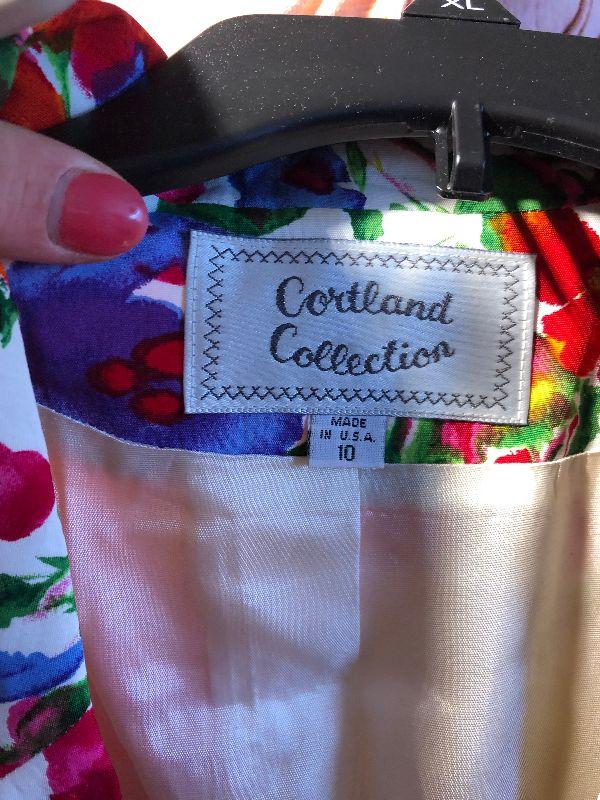 XL
Cortland
Collection
MADE
IN U.S.A.
10